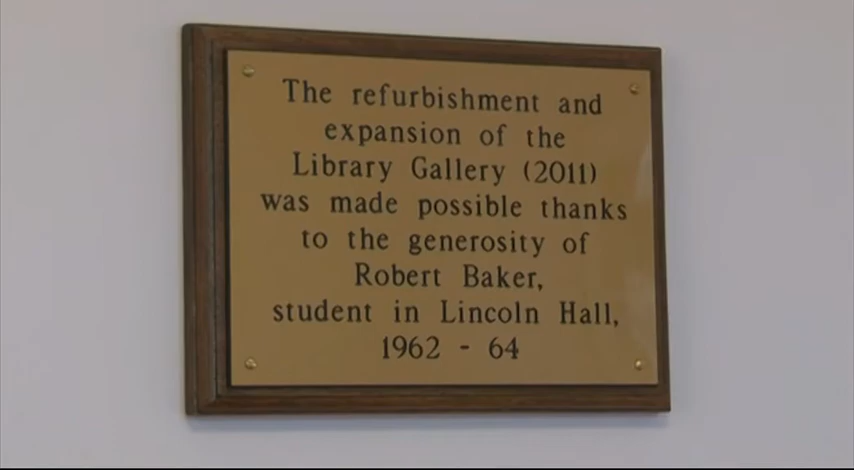 The refurbishment and
expansion of the
Library Gallery (2011)
was made possible thanks
to the generosity of
Robert Baker,
student in Lincoln Hall,
1962 - 64